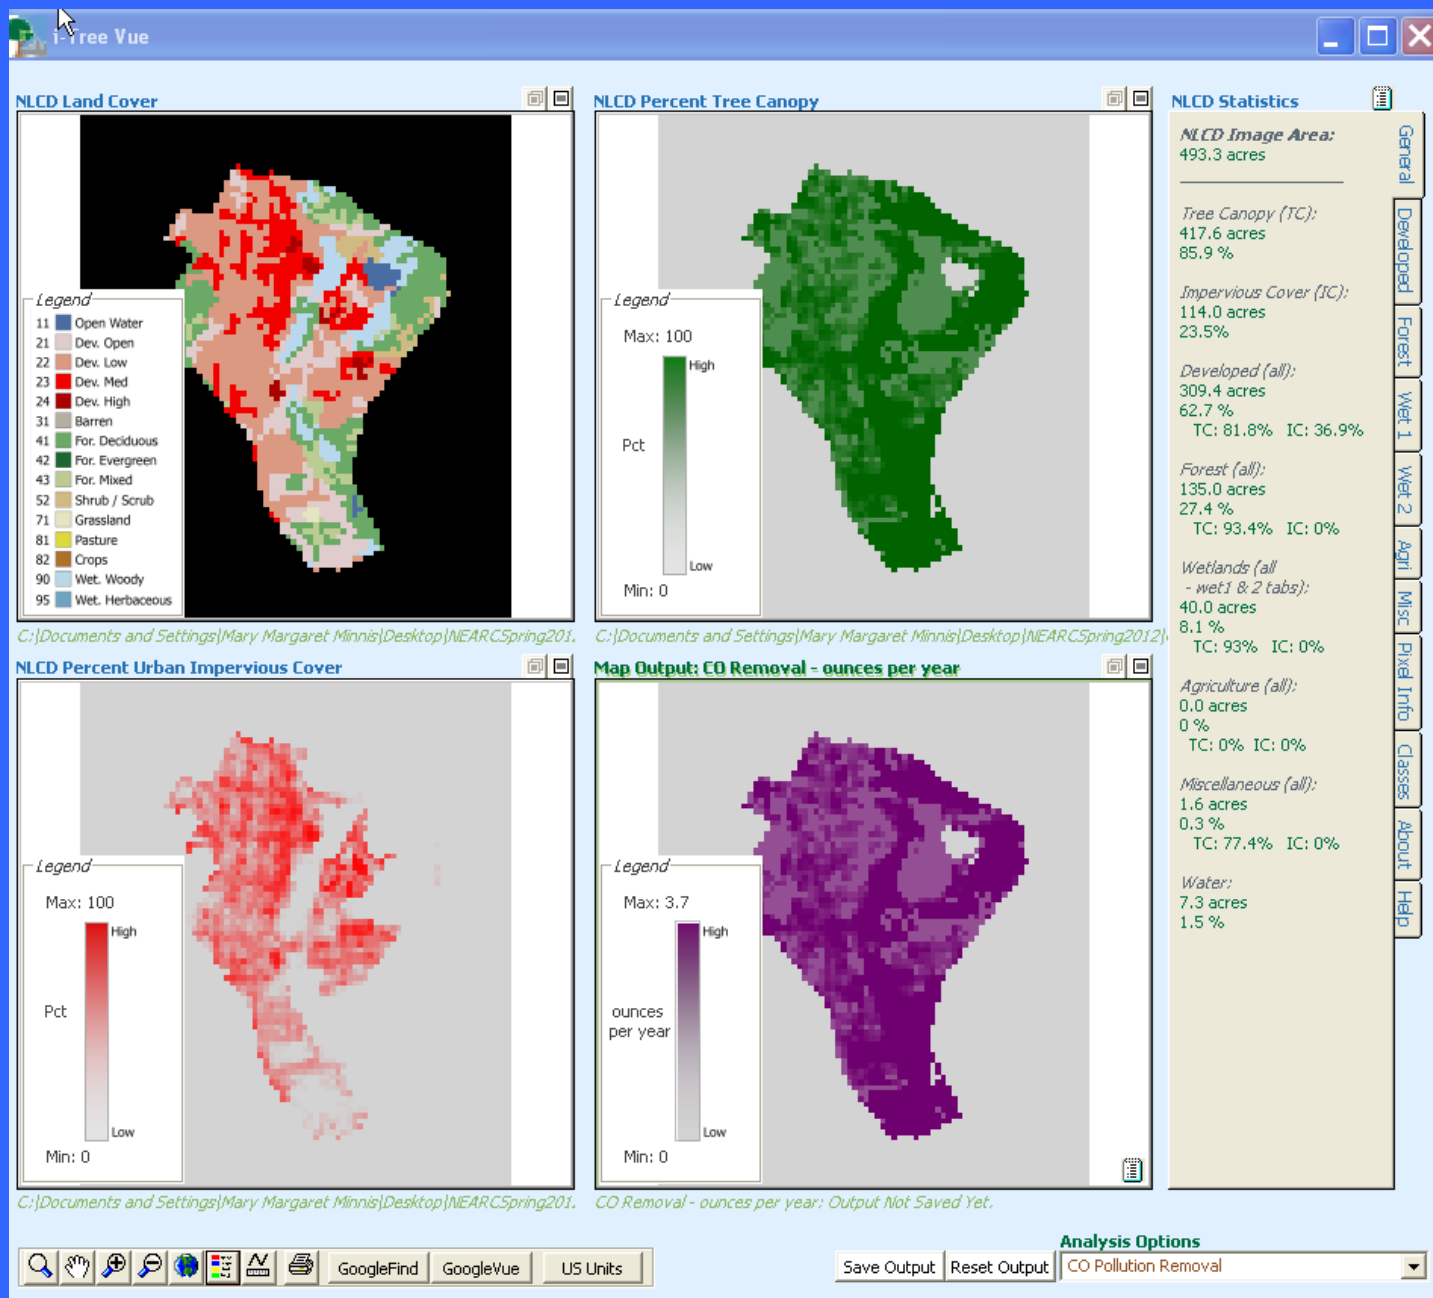 i-Tree Vue
NLCD Land Cover
Legend
11 Open Water
21 Dev. Open
22 Dev. Low
23 Dev. Med
24 Dev. High
31 Barren
41 For. Deciduous
42 For. Evergreen
43 For. Mixed
52 Shrub / Scrub
71 Grassland
81 Pasture
82 Crops
90 Wet. Woody
95 Wet. Herbaceous
C:\Documents and Settings\Mary Margaret Minnis\Desktop\NEARCSpring201.
NLCD Percent Tree Canopy
Legend
Max: 100
High
Pct
Low
Min: 0
C:\Documents and Settings\Mary Margaret Minnis\Desktop\NEARCSpring2012\
NLCD Percent Urban Impervious Cover
Legend
Max: 100
High
Pct
Low
Min: 0
C:\Documents and Settings\Mary Margaret Minnis\Desktop\NEARCSpring201.
Map Output: CO Removal - ounces per year
Legend
Max: 3.7
High
ounces
per year
Low
Min: 0
CO Removal - ounces per year: Output Not Saved Yet.
NLCD Statistics
NLCD Image Area:
493.3 acres
Tree Canopy (TC):
417.6 acres
85.9 %
Impervious Cover (IC):
114.0 acres
23.5%
Developed (all):
309.4 acres
62.7 %
TC: 81.8% IC: 36.9%
Forest (all):
135.0 acres
27.4 %
TC: 93.4% IC: 0%
Wetlands (all
- wet1 & 2 tabs):
40.0 acres
8.1 %
TC: 93% IC: 0%
Agriculture (all):
0.0 acres
0 %
TC: 0% IC: 0%
Miscellaneous (all):
1.6 acres
0.3 %
TC: 77.4% IC: 0%
Water:
7.3 acres
1.5 %
General
Developed
Forest
Wet 1
Wet 2
Agri
Misc
Pixel Info
Classes
About
Help
GoogleFind
GoogleVue
US Units
Save Output
Reset Output
Analysis Options
CO Pollution Removal